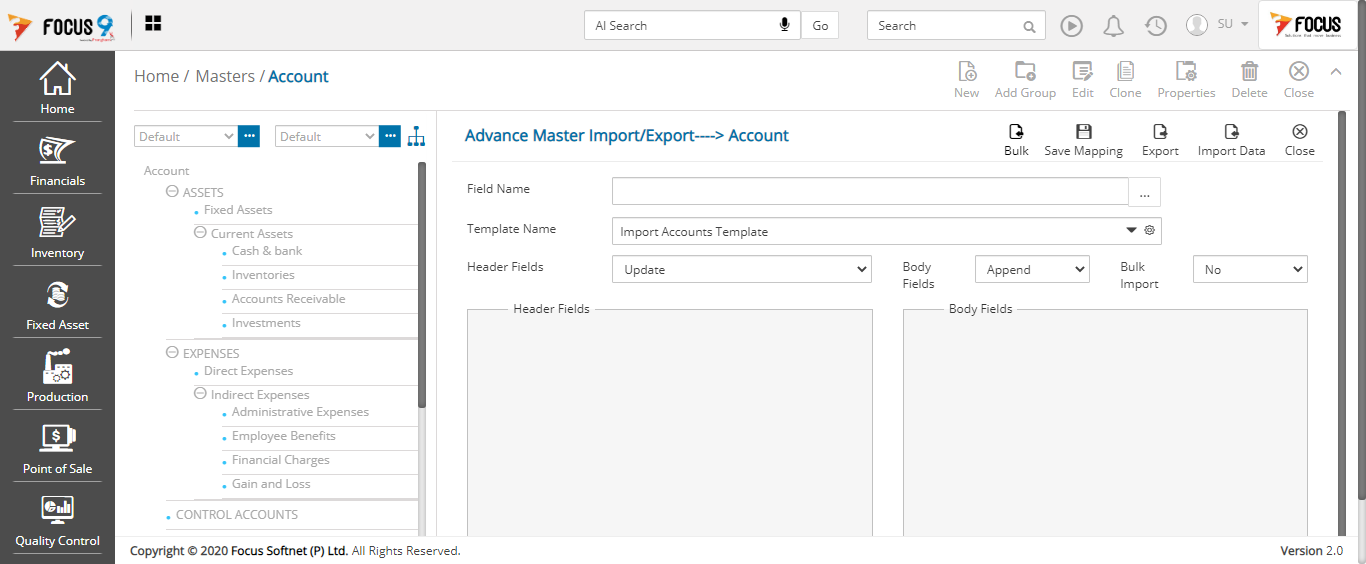 FOCUS 9
AI Search
Go
Search
SU
FOCUS
Home
Financials
Inventory
Fixed Asset
Production
Point of Sale
Quality Control
Home / Masters / Account
New
Add Group
Edit
Clone
Properties
Delete
Close
Default
...
Default
...
Account
ASSETS
Fixed Assets
Current Assets
Cash & bank
Inventories
Accounts Receivable
Investments
EXPENSES
Direct Expenses
Indirect Expenses
Administrative Expenses
Employee Benefits
Financial Charges
Gain and Loss
CONTROL ACCOUNTS
Advance Master Import/Export----> Account
Bulk
Save Mapping
Export
Import Data
Close
Field Name
...
Template Name
Import Accounts Template
Header Fields
Update
Body Fields
Append
Bulk Import
No
Header Fields
Body Fields
Copyright © 2020 Focus Softnet (P) Ltd. All Rights Reserved.
Version 2.0